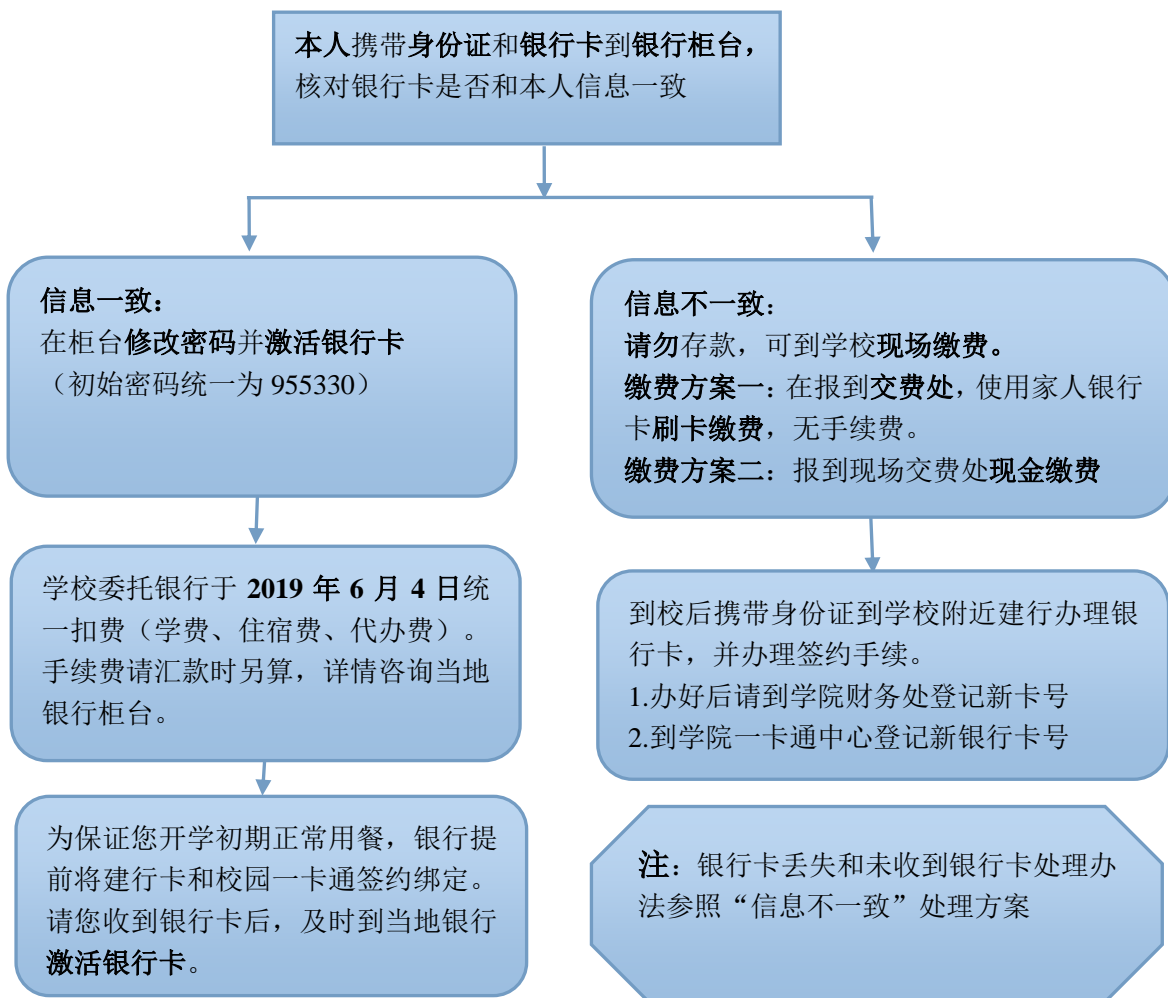 本人携带身份证和银行卡到银行柜台，
核对银行卡是否和本人信息一致
信息一致：
在柜台修改密码并激活银行卡
（初始密码统一为 955330）
学校委托银行于 2019 年 6 月 4 日统
一扣费（学费、住宿费、代办费）。
手续费请汇款时另算，详情咨询当地
银行柜台。
为保证您开学初期正常用餐，银行提
前将建行卡和校园一卡通签约绑定。
请您收到银行卡后，及时到当地银行
激活银行卡。
信息不一致：
请勿存款，可到学校现场缴费。
缴费方案一：在报到交费处，使用家人银行
卡刷卡缴费，无手续费。
缴费方案二：报到现场交费处现金缴费
到校后携带身份证到学校附近建行办理银
行卡，并办理签约手续。
1.办好后请到学院财务处登记新卡号
2.到学院一卡通中心登记新银行卡号
注：银行卡丢失和未收到银行卡处理办
法参照“信息不一致”处理方案